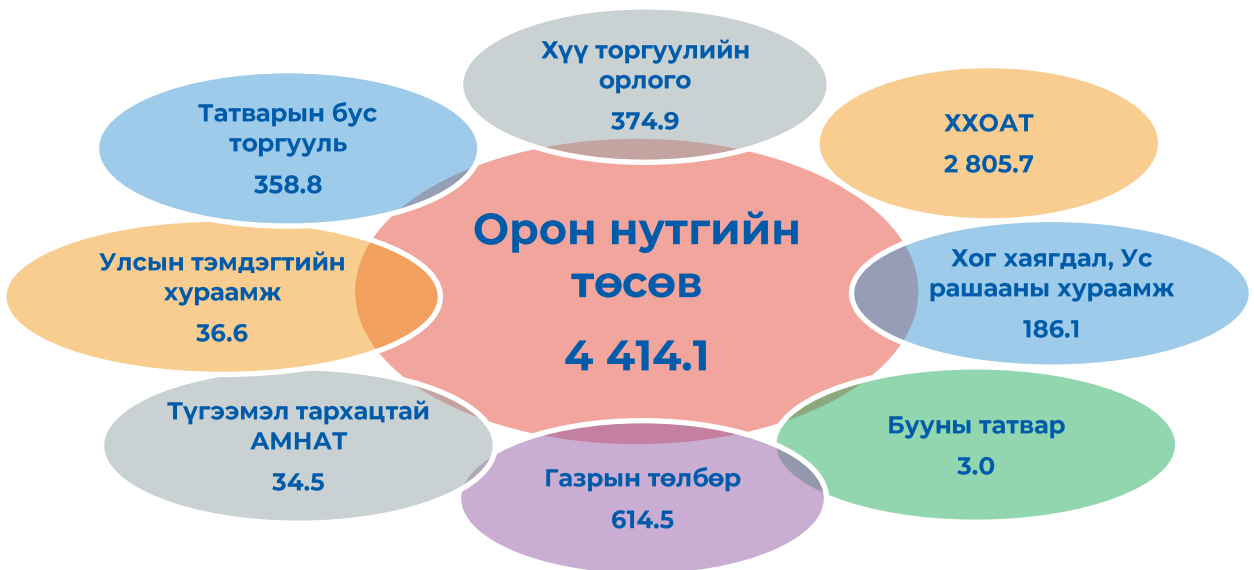 Хүү торгуулийн
орлого
374.9
Татварын бус
торгууль
358.8
ХХОАТ
2 805.7
Орон нутгийн
төсөв
4 414.1
Улсын тэмдэгтийн
хураамж
36.6
Хог хаягдал, Ус
рашааны хураамж
186.1
Түгээмэл тархацтай
АМНАТ
34.5
Бууны татвар
3.0
Газрын төлбөр
614.5